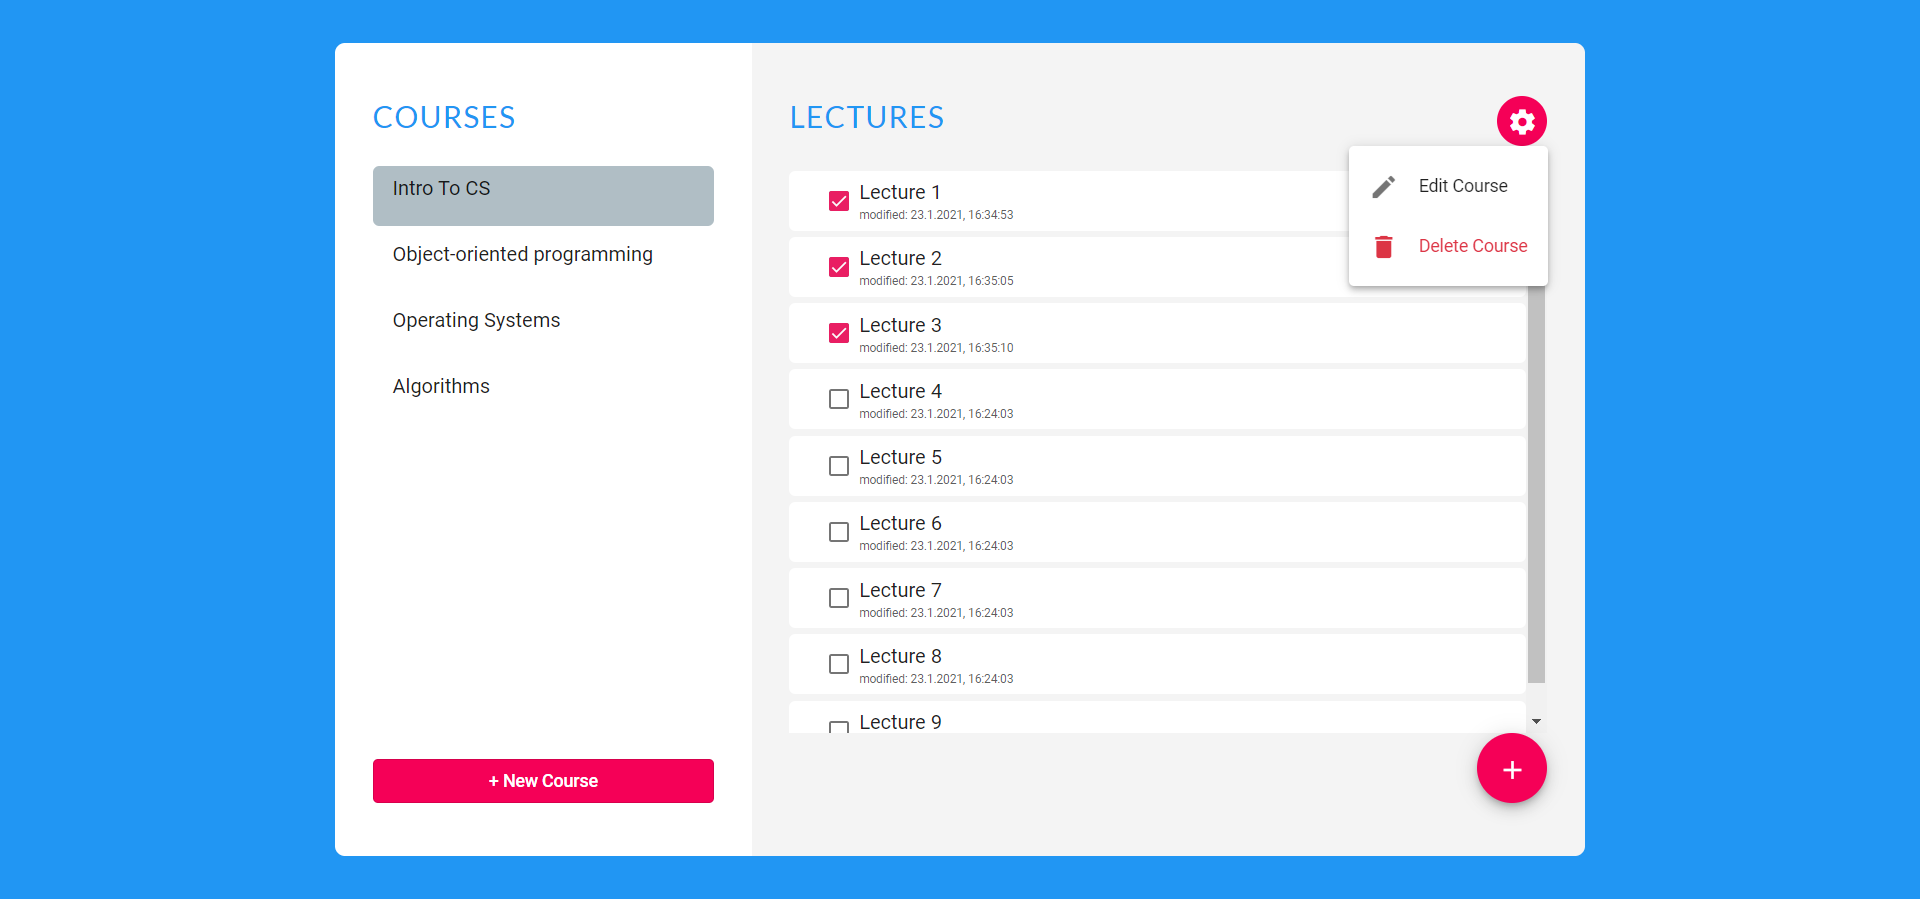 COURSES
Intro To CS
Object-oriented programming
Operating Systems
Algorithms
+ New Course
LECTURES
Edit Course
Delete Course
Lecture 1
modified: 23.1.2021, 16:34:53
Lecture 2
modified: 23.1.2021, 16:35:05
Lecture 3
modified: 23.1.2021, 16:35:10
Lecture 4
modified: 23.1.2021, 16:24:03
Lecture 5
modified: 23.1.2021, 16:24:03
Lecture 6
modified: 23.1.2021, 16:24:03
Lecture 7
modified: 23.1.2021, 16:24:03
Lecture 8
modified: 23.1.2021, 16:24:03
Lecture 9
+